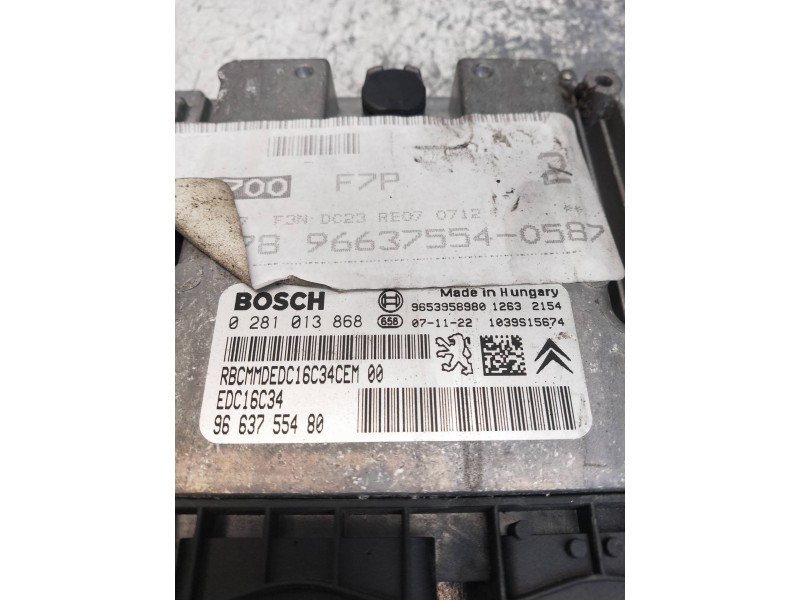 700 F7P
F3N DC23 RE07 0712
78 96637554-0587
BOSCH Made in Hungary
9653958980 1263 2154
0 281 013 868 658 07-11-22 1039S15674
RBCMMDEDC16C34CEM 00
EDC16C34
96 637 554 80